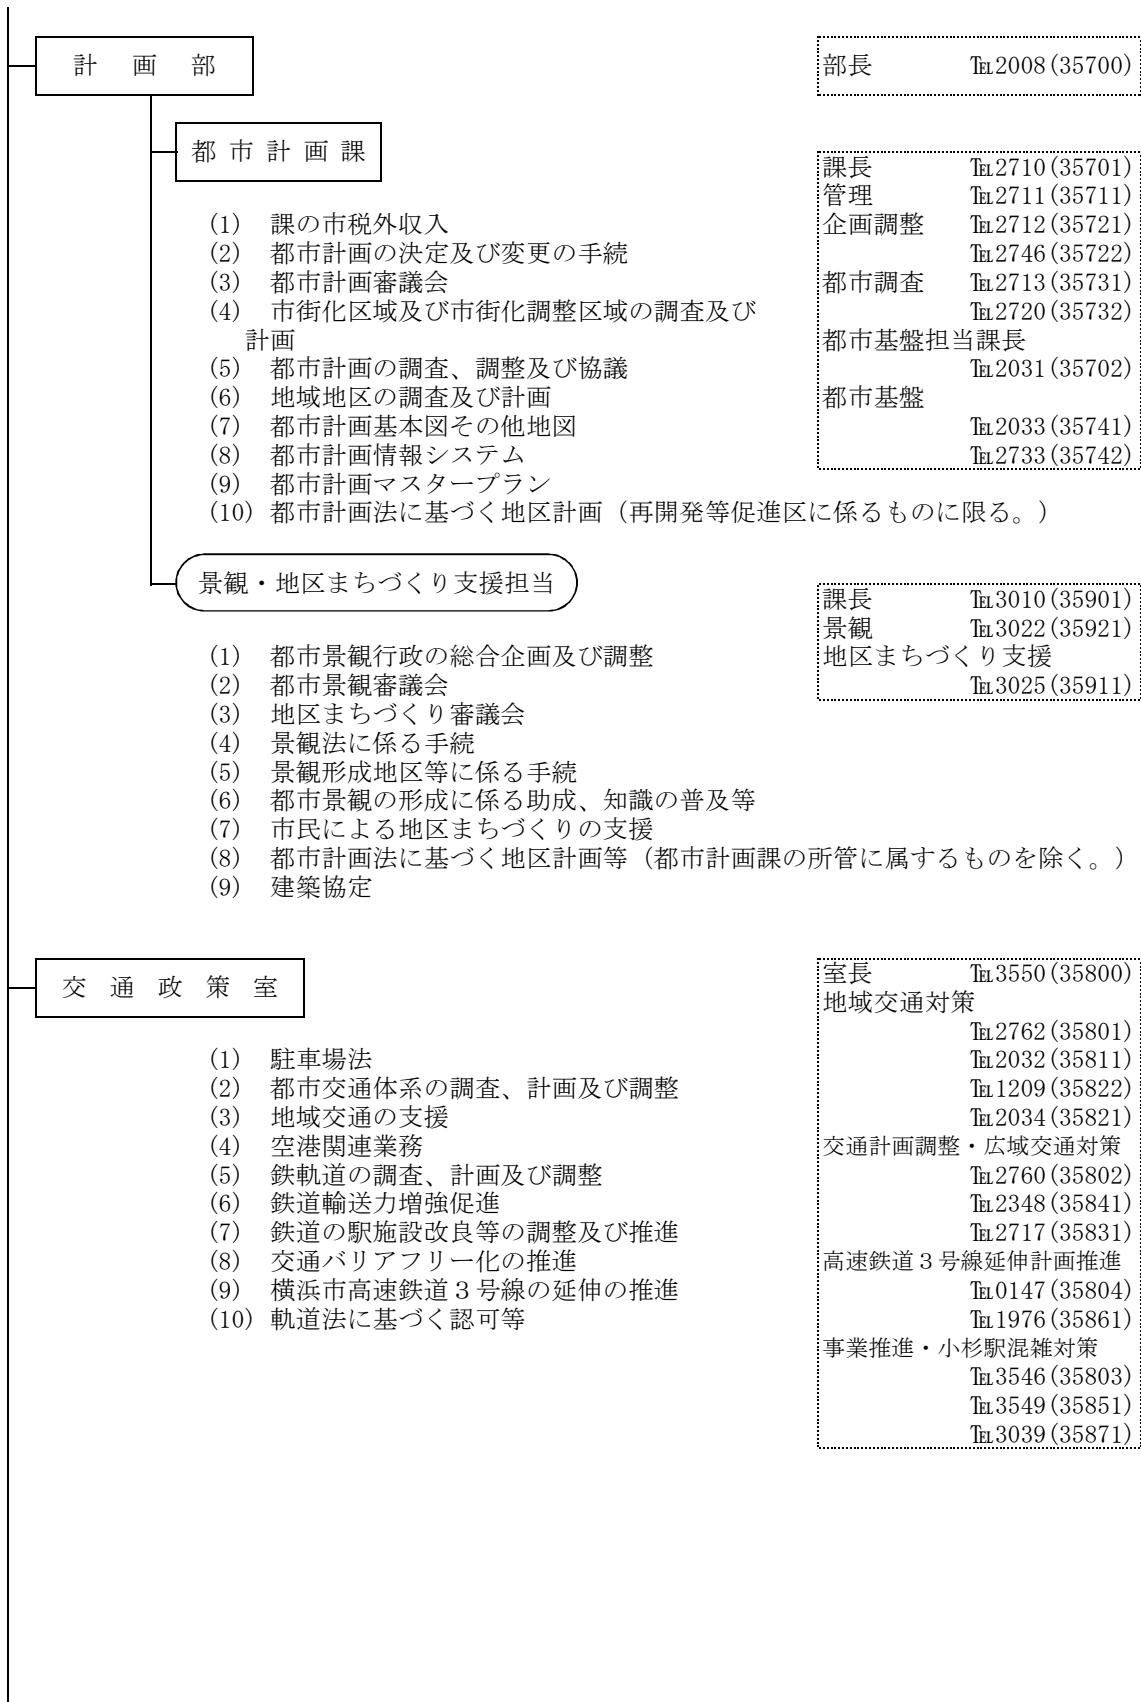 計画部
部長 ℡2008(35700)
都市計画課
課長 ℡2710(35701)
管理 ℡2711(35711)
企画調整 ℡2712(35721)
℡2746(35722)
都市調査 ℡2713(35731)
℡2720(35732)
都市基盤担当課長
℡2031(35702)
都市基盤
℡2033(35741)
℡2733(35742)
(1) 課の市税外収入
(2) 都市計画の決定及び変更の手続
(3) 都市計画審議会
(4) 市街化区域及び市街化調整区域の調査及び
計画
(5) 都市計画の調査、調整及び協議
(6) 地域地区の調査及び計画
(7) 都市計画基本図その他地図
(8) 都市計画情報システム
(9) 都市計画マスタープラン
(10) 都市計画法に基づく地区計画（再開発等促進区に係るものに限る。）
景観・地区まちづくり支援担当
課長 ℡3010(35901)
景観 ℡3022(35921)
地区まちづくり支援
℡3025(35911)
(1) 都市景観行政の総合企画及び調整
(2) 都市景観審議会
(3) 地区まちづくり審議会
(4) 景観法に係る手続
(5) 景観形成地区等に係る手続
(6) 都市景観の形成に係る助成、知識の普及等
(7) 市民による地区まちづくりの支援
(8) 都市計画法に基づく地区計画等（都市計画課の所管に属するものを除く。）
(9) 建築協定
交通政策室
室長 ℡3550(35800)
地域交通対策
℡2762(35801)
℡2032(35811)
℡1209(35822)
℡2034(35821)
交通計画調整・広域交通対策
℡2760(35802)
℡2348(35841)
℡2717(35831)
高速鉄道３号線延伸計画推進
℡0147(35804)
℡1976(35861)
事業推進・小杉駅混雑対策
℡3546(35803)
℡3549(35851)
℡3039(35871)
(1) 駐車場法
(2) 都市交通体系の調査、計画及び調整
(3) 地域交通の支援
(4) 空港関連業務
(5) 鉄軌道の調査、計画及び調整
(6) 鉄道輸送力増強促進
(7) 鉄道の駅施設改良等の調整及び推進
(8) 交通バリアフリー化の推進
(9) 横浜市高速鉄道３号線の延伸の推進
(10) 軌道法に基づく認可等